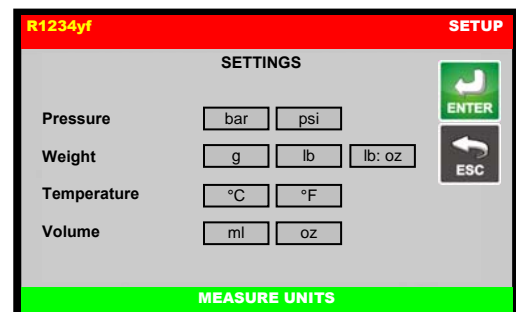 R1234yf SETUP
SETTINGS
ENTER
Pressure bar psi
Weight g lb lb: oz
ESC
Temperature °C °F
Volume ml oz
MEASURE UNITS